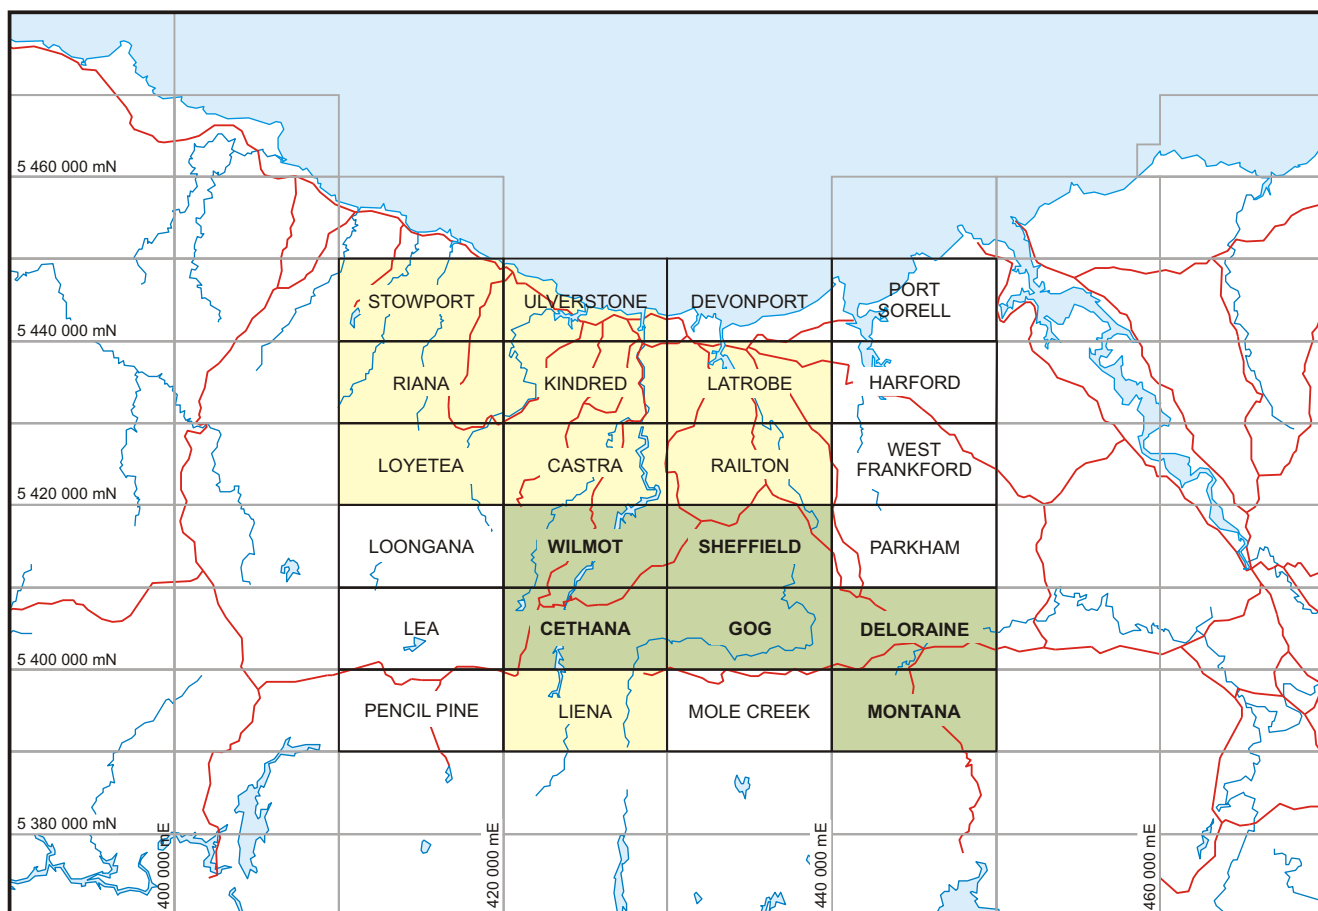 5 460 000 mN
STOWPORT
ULVERSTONE
DEVONPORT
PORT
SORELL
5 440 000 mN
RIANA
KINDRED
LATROBE
HARFORD
LOYETEA
CASTRA
RAILTON
WEST
FRANKFORD
5 420 000 mN
LOONGANA
WILMOT
SHEFFIELD
PARKHAM
LEA
CETHANA
GOG
DELORAINE
5 400 000 mN
PENCIL PINE
LIENA
MOLE CREEK
MONTANA
5 380 000 mN
400 000 mE
420 000 mE
440 000 mE
460 000 mE